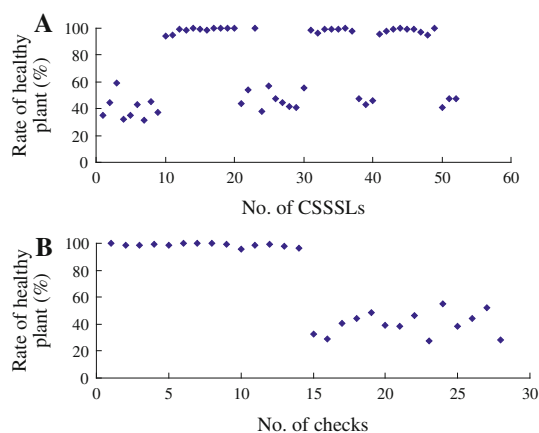 A
Rate of healthy
plant (%)
100
80
60
40
20
0
0 10 20 30 40 50 60
No. of CSSSLs
B
Rate of healthy
plant (%)
100
80
60
40
20
0
0 5 10 15 20 25 30
No. of checks